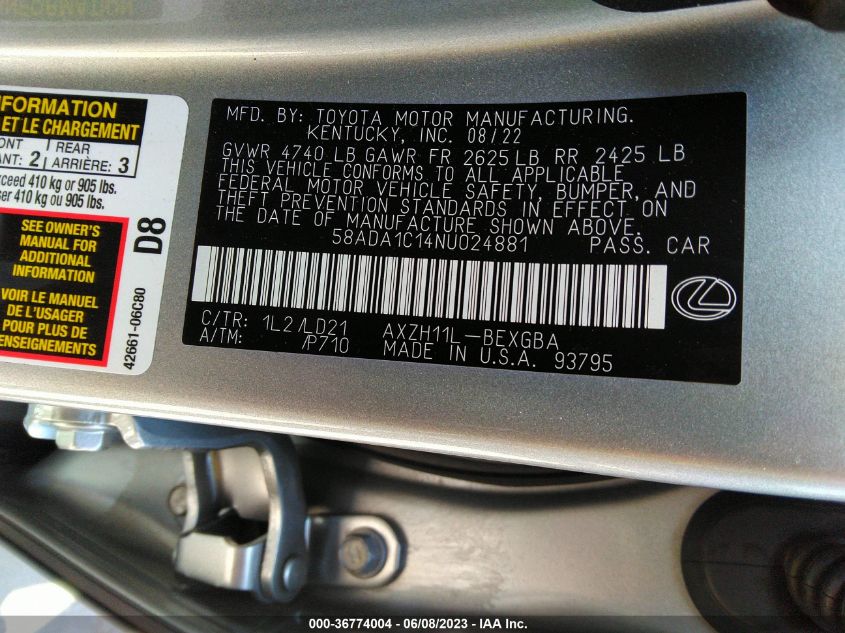 INFORMATION
ET LE CHARGEMENT
REAR
2
ARRIÈRE: 3
exceed 410 kg or 905 lbs.
410 kg ou 905 lbs.
SEE OWNER'S
MANUAL FOR
ADDITIONAL
INFORMATION
VOIR LE MANUEL
DE L'USAGER
POUR PLUS DE
RENSEIGNEMENTS
D8
42661-06C80
MFD. BY: TOYOTA MOTOR MANUFACTURING.
KENTUCKY, INC. 08/22
GVWR 4740 LB GAWR FR 2625 LB RR 2425 LB
THIS VEHICLE CONFORMS TO ALL APPLICABLE
FEDERAL MOTOR VEHICLE SAFETY, BUMPER, AND
THEFT PREVENTION STANDARDS IN EFFECT ON
THE DATE OF MANUFACTURE SHOWN ABOVE.
58ADA1C14NU024881 PASS. CAR
C/TR: 1L2/LD21 AXZH11L-BEXGBA
A/TM: /P710 MADE IN U.S.A. 93795
000-36774004 - 06/08/2023 - IAA Inc.